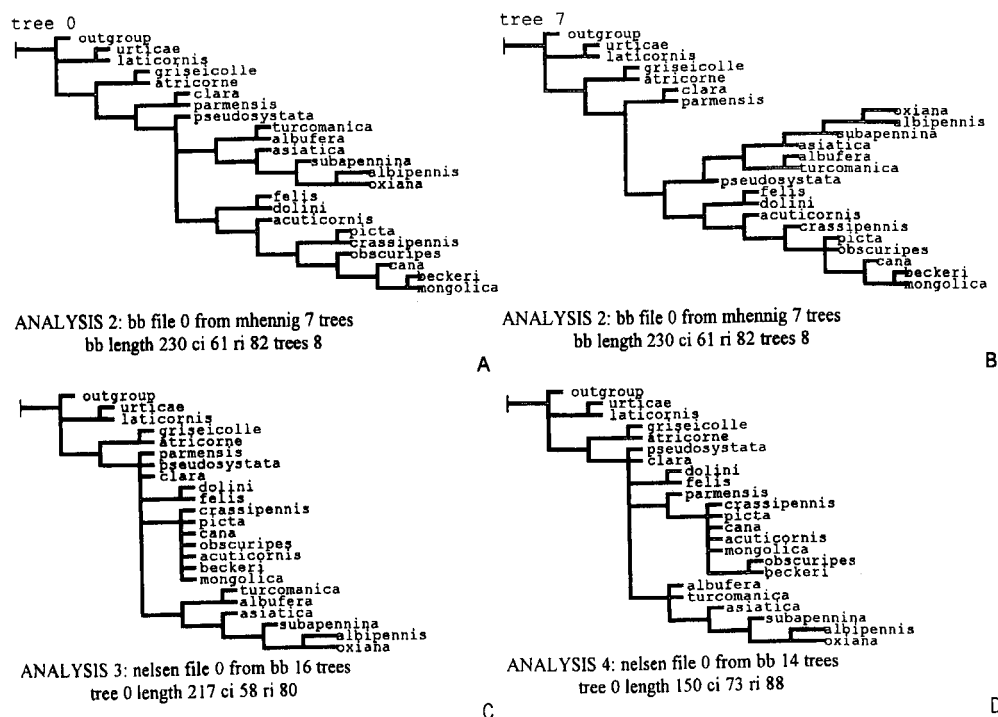 tree 0
outgroup
urticae
laticornis
griseicolle
atricorne
clara
parmensis
pseudosystata
turcomanica
albufera
asiatica
subapennina
albipennis
oxiana
felis
dolini
acuticornis
picta
crassipennis
obscuripes
cana
beckeri
mongolica
ANALYSIS 2: bb file 0 from mhennig 7 trees
bb length 230 ci 61 ri 82 trees 8
A
tree 7
outgroup
urticae
laticornis
griseicolle
atricorne
clara
parmensis
oxiana
albipennis
subapennina
asiatica
albufera
turcomanica
pseudosystata
felis
dolini
acuticornis
crassipennis
picta
obscuripes
cana
beckeri
mongolica
ANALYSIS 2: bb file 0 from mhennig 7 trees
bb length 230 ci 61 ri 82 trees 8
B
outgroup
urticae
laticornis
griseicolle
atricorne
parmensis
pseudosystata
clara
dolini
felis
crassipennis
picta
cana
obscuripes
acuticornis
beckeri
mongolica
turcomanica
albufera
asiatica
subapennina
albipennis
oxiana
ANALYSIS 3: nelsen file 0 from bb 16 trees
tree 0 length 217 ci 58 ri 80
C
outgroup
urticae
laticornis
griseicolle
atricorne
pseudosystata
clara
dolini
felis
parmensis
crassipennis
picta
cana
acuticornis
mongolica
obscuripes
beckeri
albufera
turcomanica
asiatica
subapennina
albipennis
oxiana
ANALYSIS 4: nelsen file 0 from bb 14 trees
tree 0 length 150 ci 73 ri 88
D